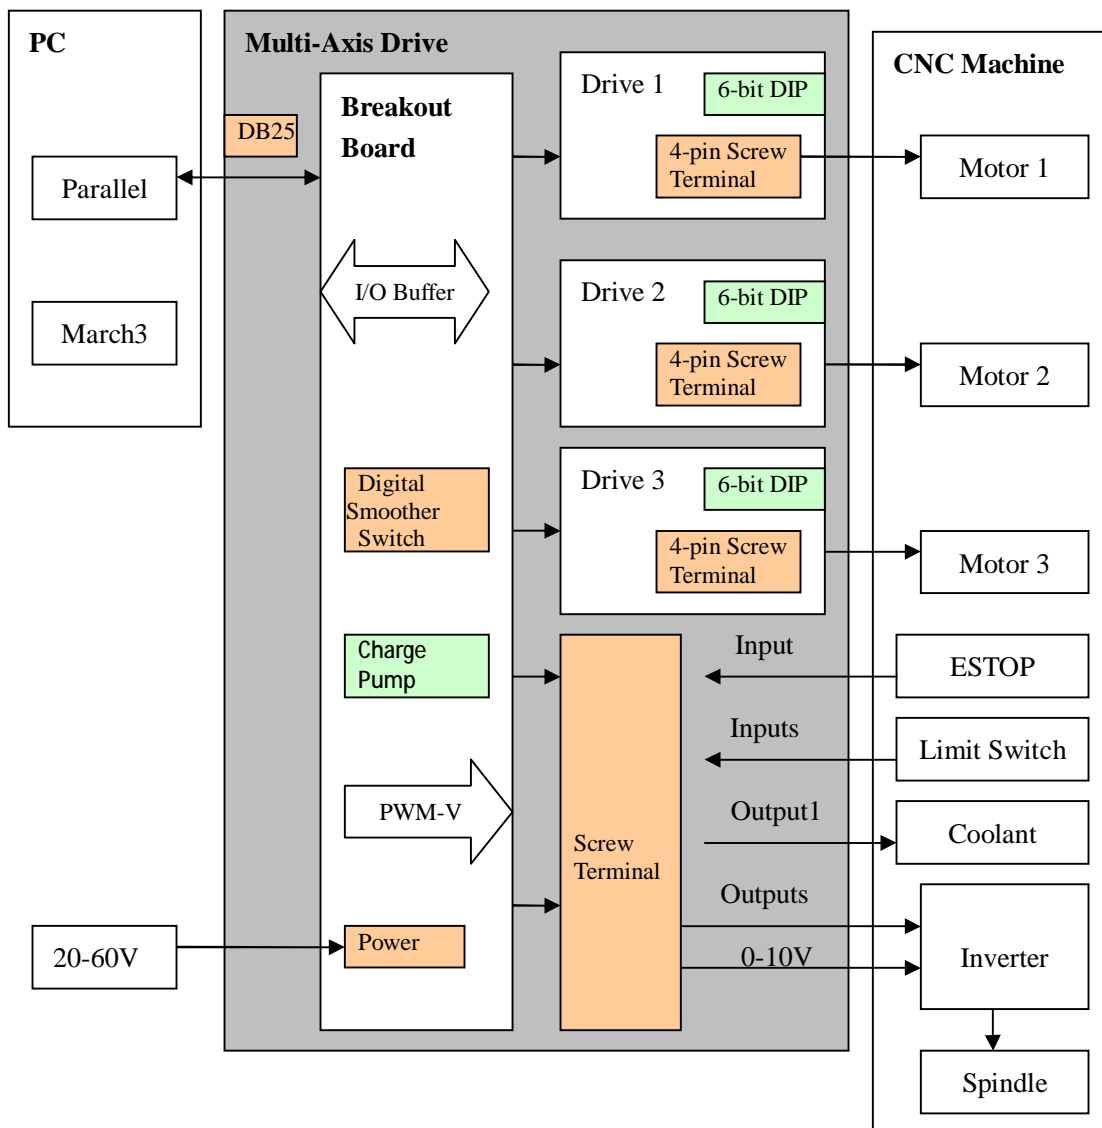 PC
Parallel
March3
20-60V
Multi-Axis Drive
DB25
Breakout
Board
I/O Buffer
Digital
Smoother
Switch
Charge
Pump
PWM-V
Power
Drive 1
6-bit DIP
4-pin Screw
Terminal
Drive 2
6-bit DIP
4-pin Screw
Terminal
Drive 3
6-bit DIP
4-pin Screw
Terminal
Screw
Terminal
Input
Inputs
Output1
Outputs
0-10V
CNC Machine
Motor 1
Motor 2
Motor 3
ESTOP
Limit Switch
Coolant
Inverter
Spindle